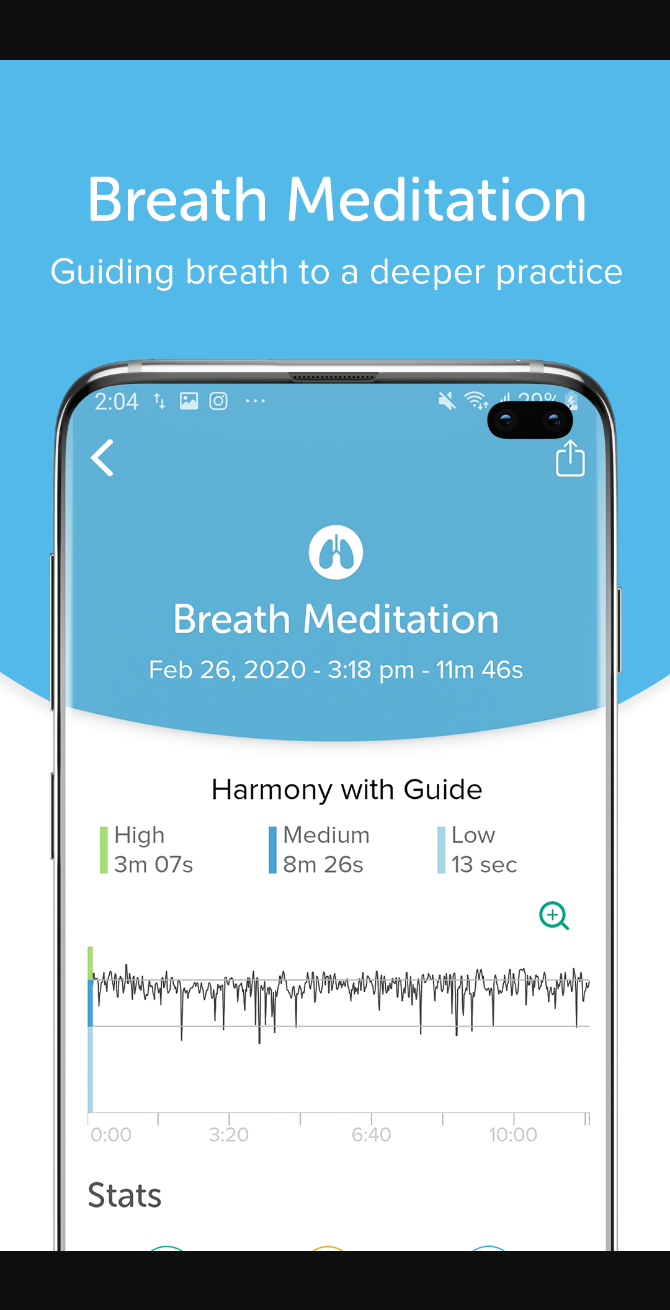 Breath Meditation
Guiding breath to a deeper practice
2:04
Breath Meditation
Feb 26, 2020 - 3:18 pm - 11m 46s
Harmony with Guide
High Medium Low
3m 07s 8m 26s 13 sec
0:00 3:20 6:40 10:00
Stats